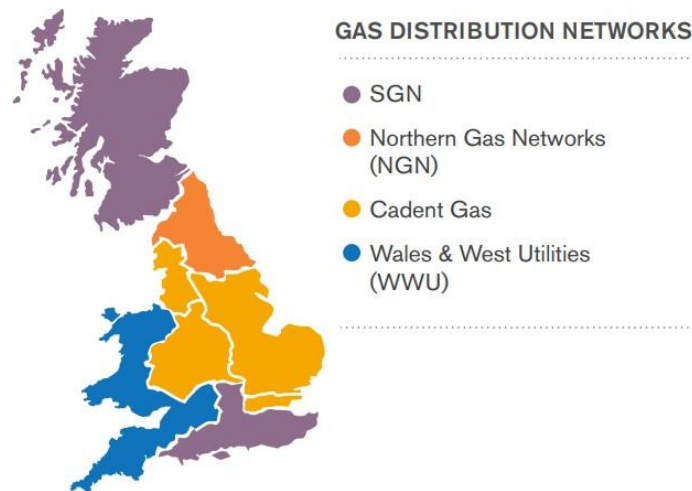 GAS DISTRIBUTION NETWORKS
SGN
Northern Gas Networks
(NGN)
Cadent Gas
Wales & West Utilities
(WWU)